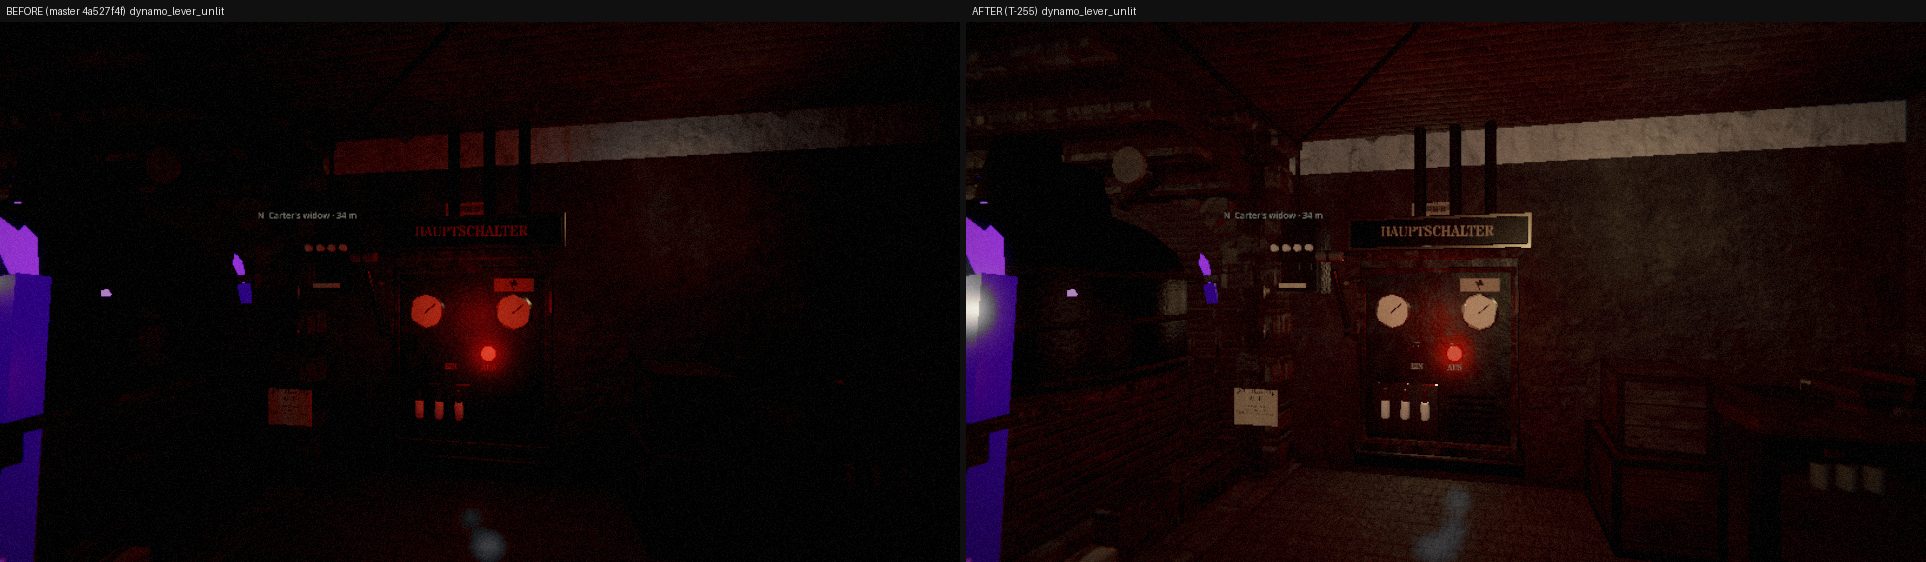 BEFORE (master 4a527f4f) dynamo_lever_unlit
AFTER (T-255) dynamo_lever_unlit
N Carter's widow · 34 m
HAUPTSCHALTER
N Carter's widow · 34 m
HAUPTSCHALTER
EIN
AUS